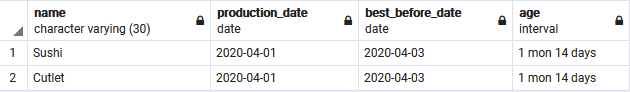 name production_date best_before_date age
character varying (30) date date interval
1 Sushi 2020-04-01 2020-04-03 1 mon 14 days
2 Cutlet 2020-04-01 2020-04-03 1 mon 14 days